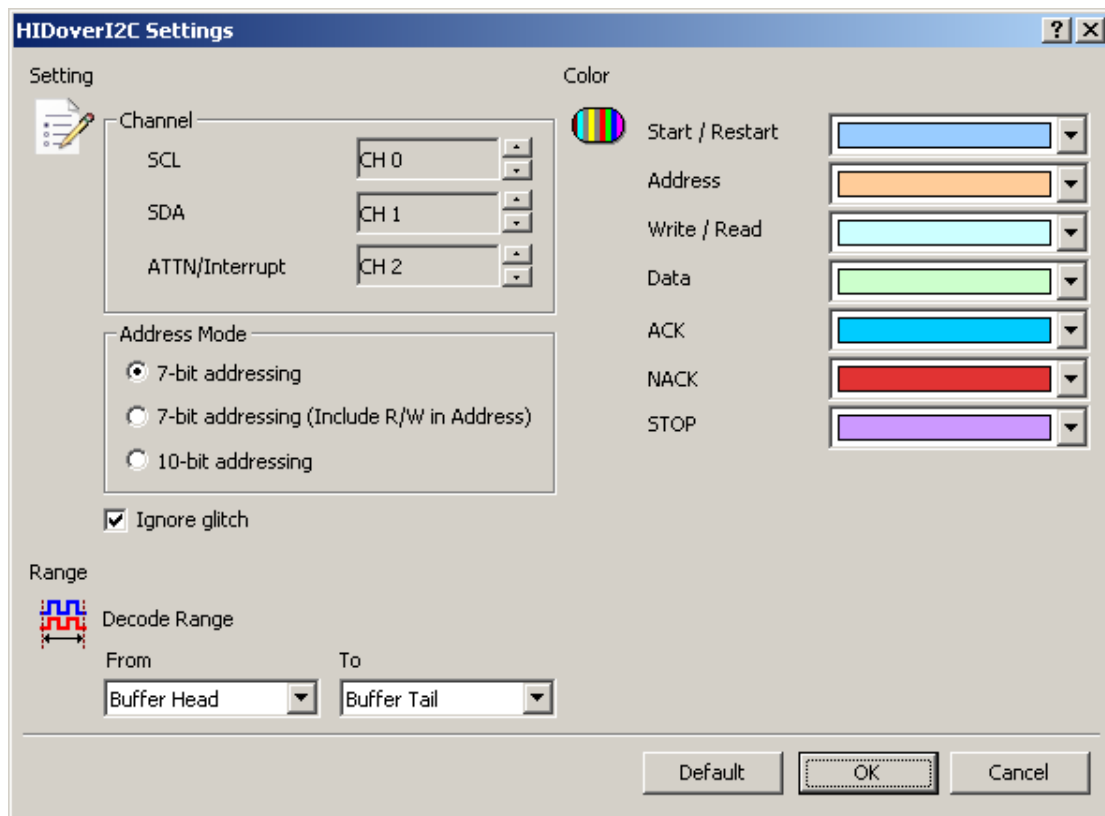 HIDoverI2C Settings
Setting
Channel
SCL
CH 0
SDA
CH 1
ATTN/Interrupt
CH 2
Address Mode
7-bit addressing
7-bit addressing (Include R/W in Address)
10-bit addressing
Ignore glitch
Color
Start / Restart
Address
Write / Read
Data
ACK
NACK
STOP
Range
Decode Range
From
To
Buffer Head
Buffer Tail
Default
OK
Cancel